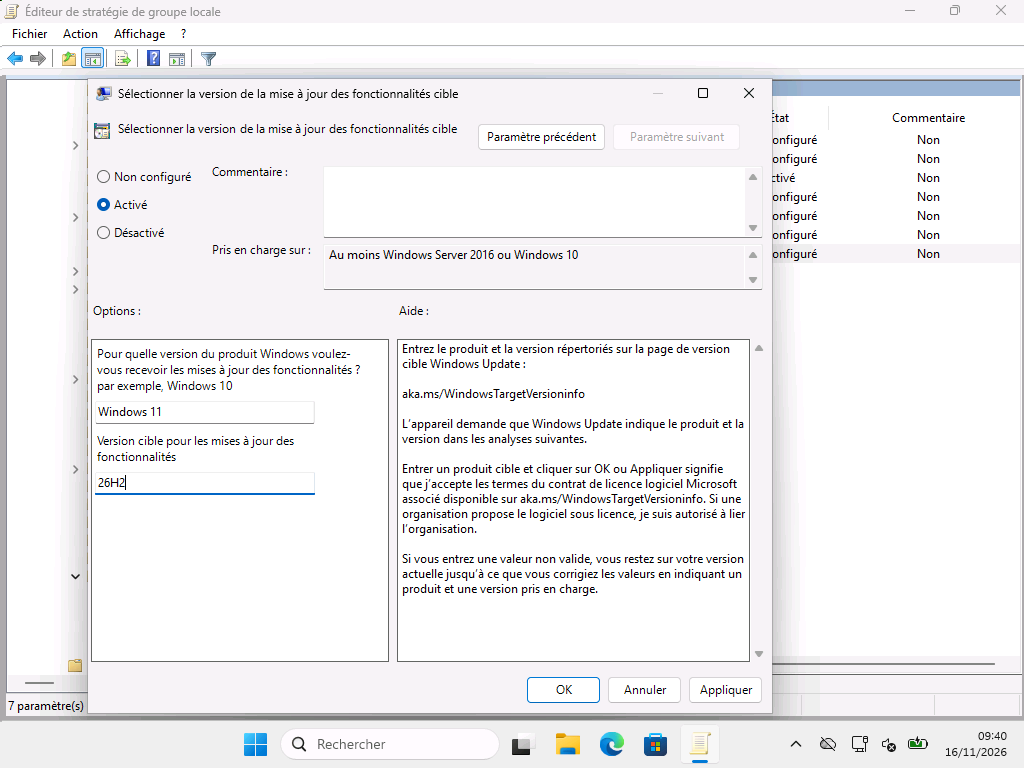 Éditeur de stratégie de groupe locale
Fichier Action Affichage ?
Sélectionner la version de la mise à jour des fonctionnalités cible
Sélectionner la version de la mise à jour des fonctionnalités cible
Paramètre précédent
Paramètre suivant
Non configuré
Activé
Désactivé
Commentaire :
Pris en charge sur :
Au moins Windows Server 2016 ou Windows 10
Options :
Aide :
Pour quelle version du produit Windows voulez-
vous recevoir les mises à jour des fonctionnalités ?
par exemple, Windows 10
Windows 11
Version cible pour les mises à jour des
fonctionnalités
26H2
Entrez le produit et la version répertoriés sur la page de version
cible Windows Update :
aka.ms/WindowsTargetVersioninfo
L’appareil demande que Windows Update indique le produit et la
version dans les analyses suivantes.
Entrer un produit cible et cliquer sur OK ou Appliquer signifie
que j’accepte les termes du contrat de licence logiciel Microsoft
associé disponible sur aka.ms/WindowsTargetVersioninfo. Si une
organisation propose le logiciel sous licence, je suis autorisé à lier
l’organisation.
Si vous entrez une valeur non valide, vous restez sur votre version
actuelle jusqu’à ce que vous corrigiez les valeurs en indiquant un
produit et une version pris en charge.
OK
Annuler
Appliquer
État Commentaire
onfiguré Non
onfiguré Non
ctivé Non
onfiguré Non
onfiguré Non
onfiguré Non
onfiguré Non
7 paramètre(s)
Rechercher
09:40
16/11/2026